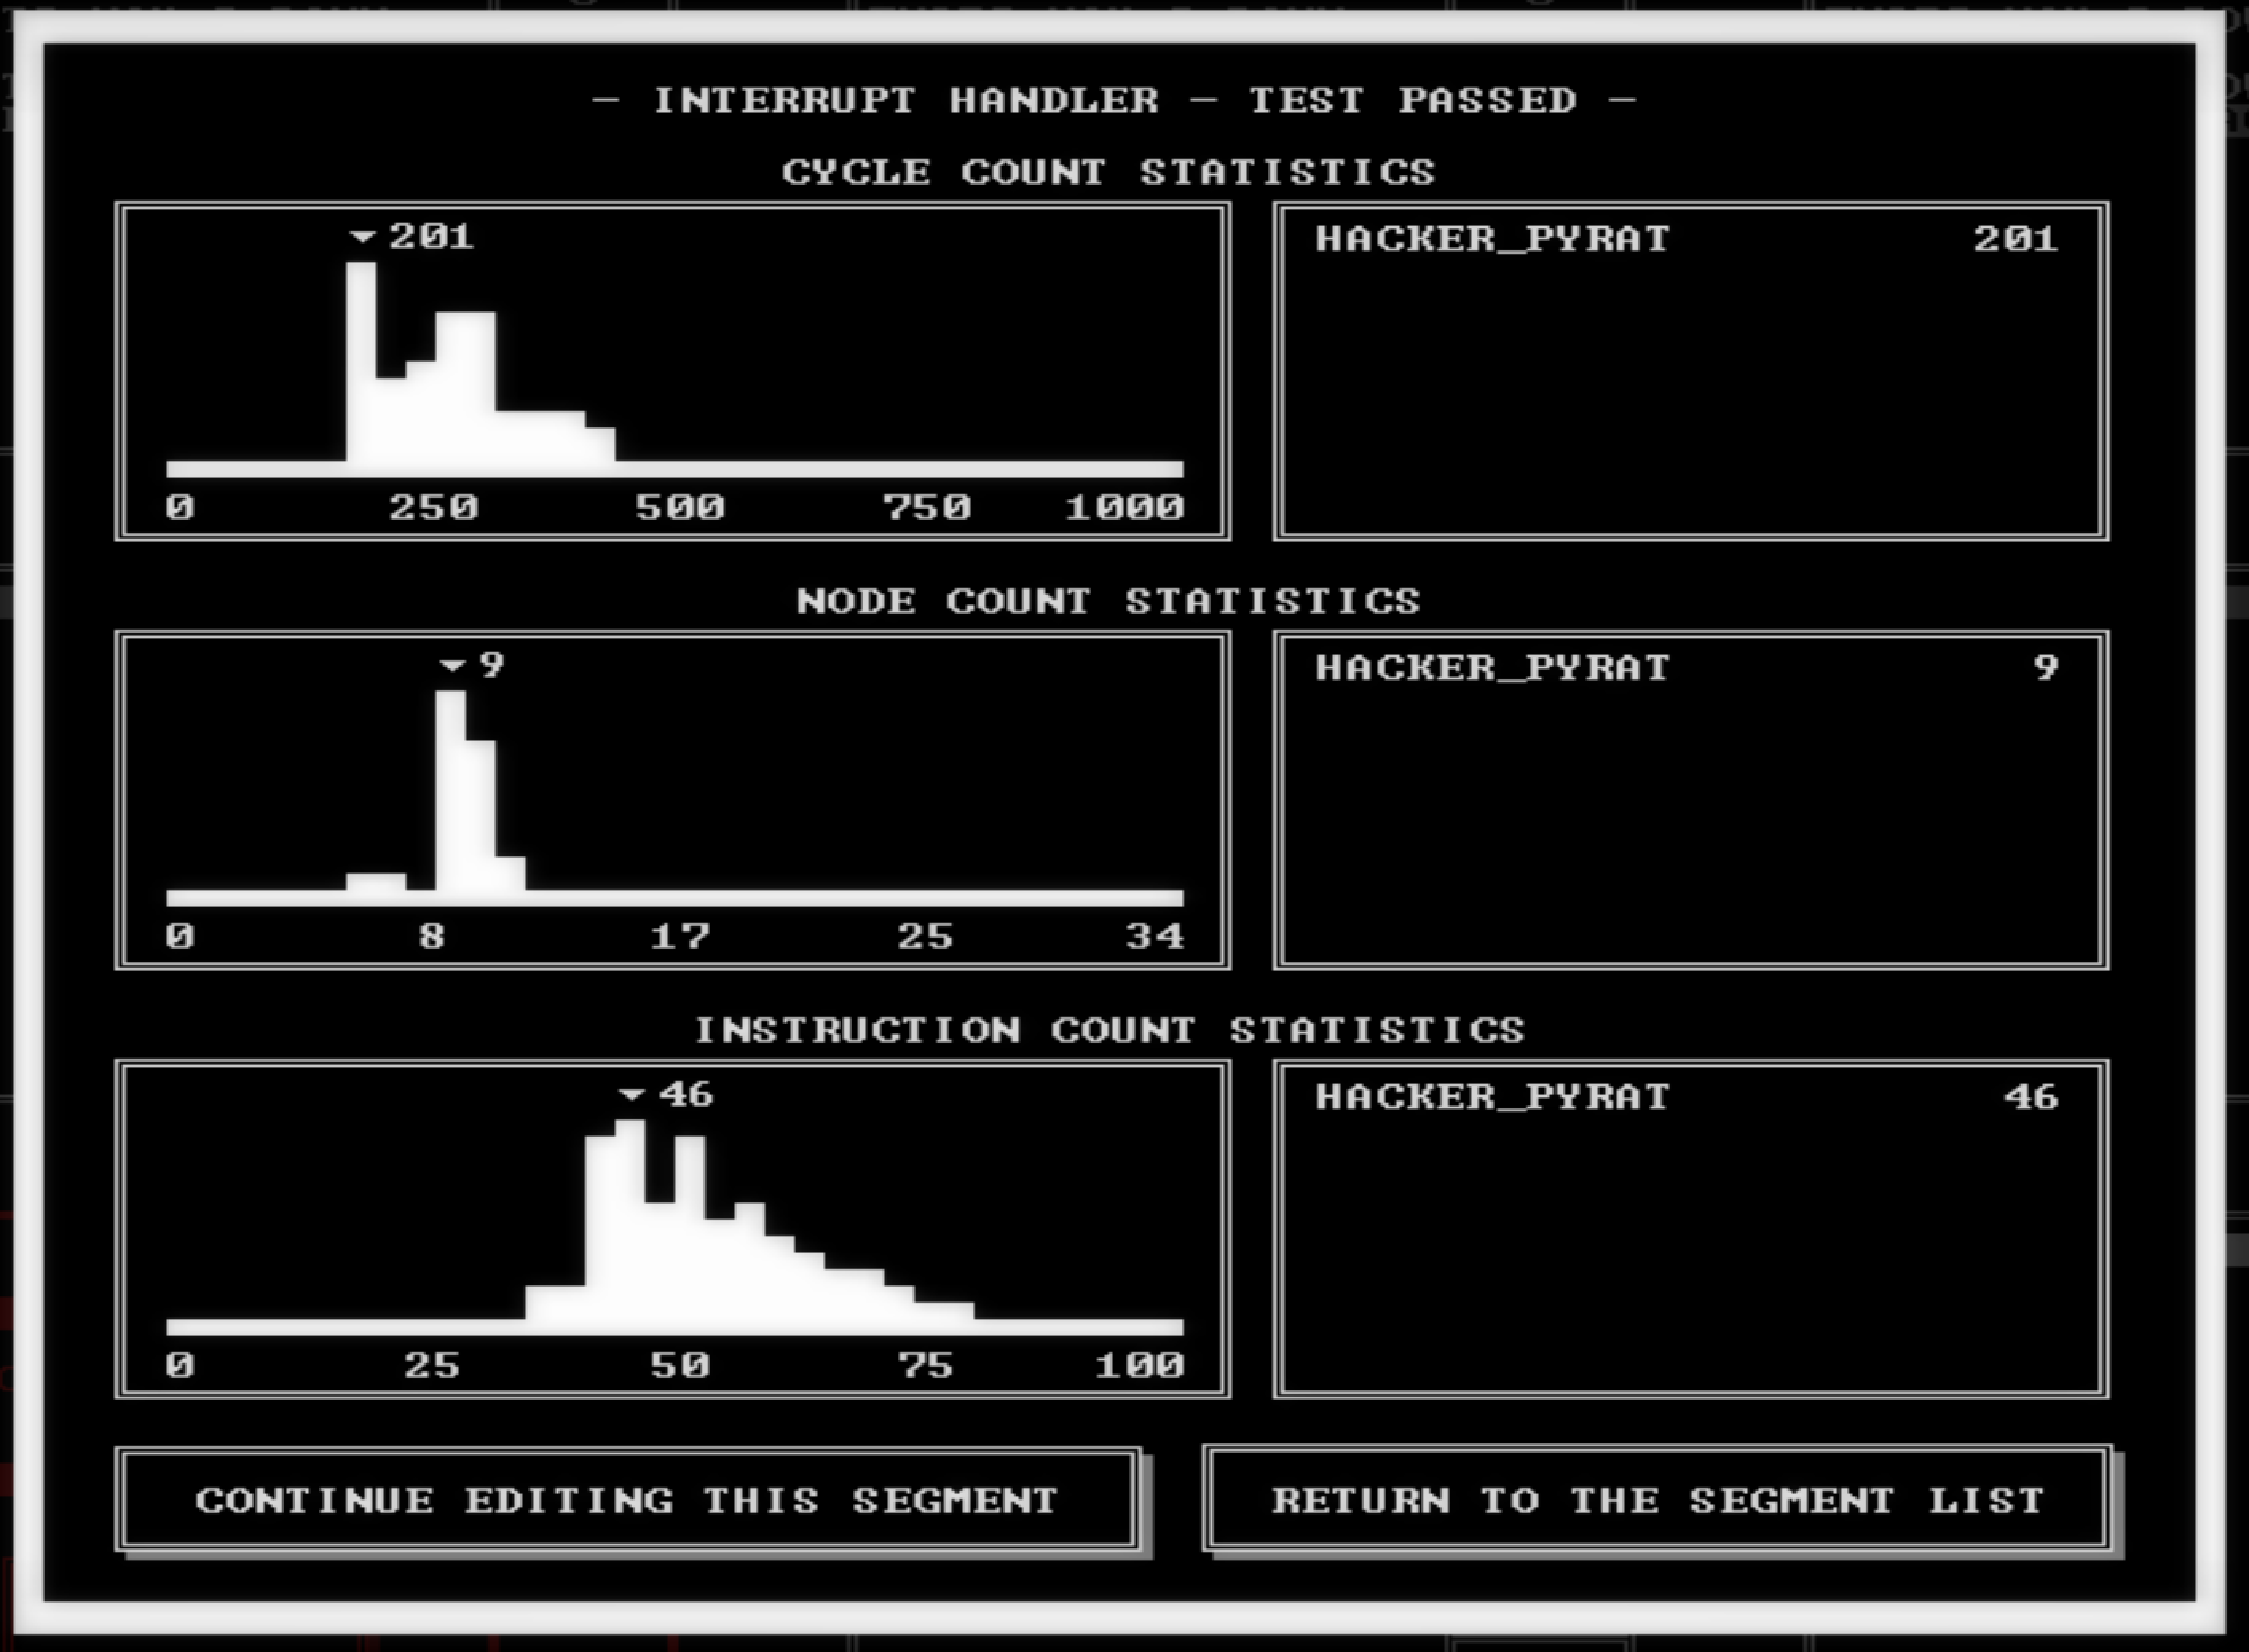 — INTERRUPT HANDLER — TEST PASSED —
CYCLE COUNT STATISTICS
201
0 250 500 750 1000
HACKER_PYRAT 201
NODE COUNT STATISTICS
9
0 8 17 25 34
HACKER_PYRAT 9
INSTRUCTION COUNT STATISTICS
46
0 25 50 75 100
HACKER_PYRAT 46
CONTINUE EDITING THIS SEGMENT
RETURN TO THE SEGMENT LIST